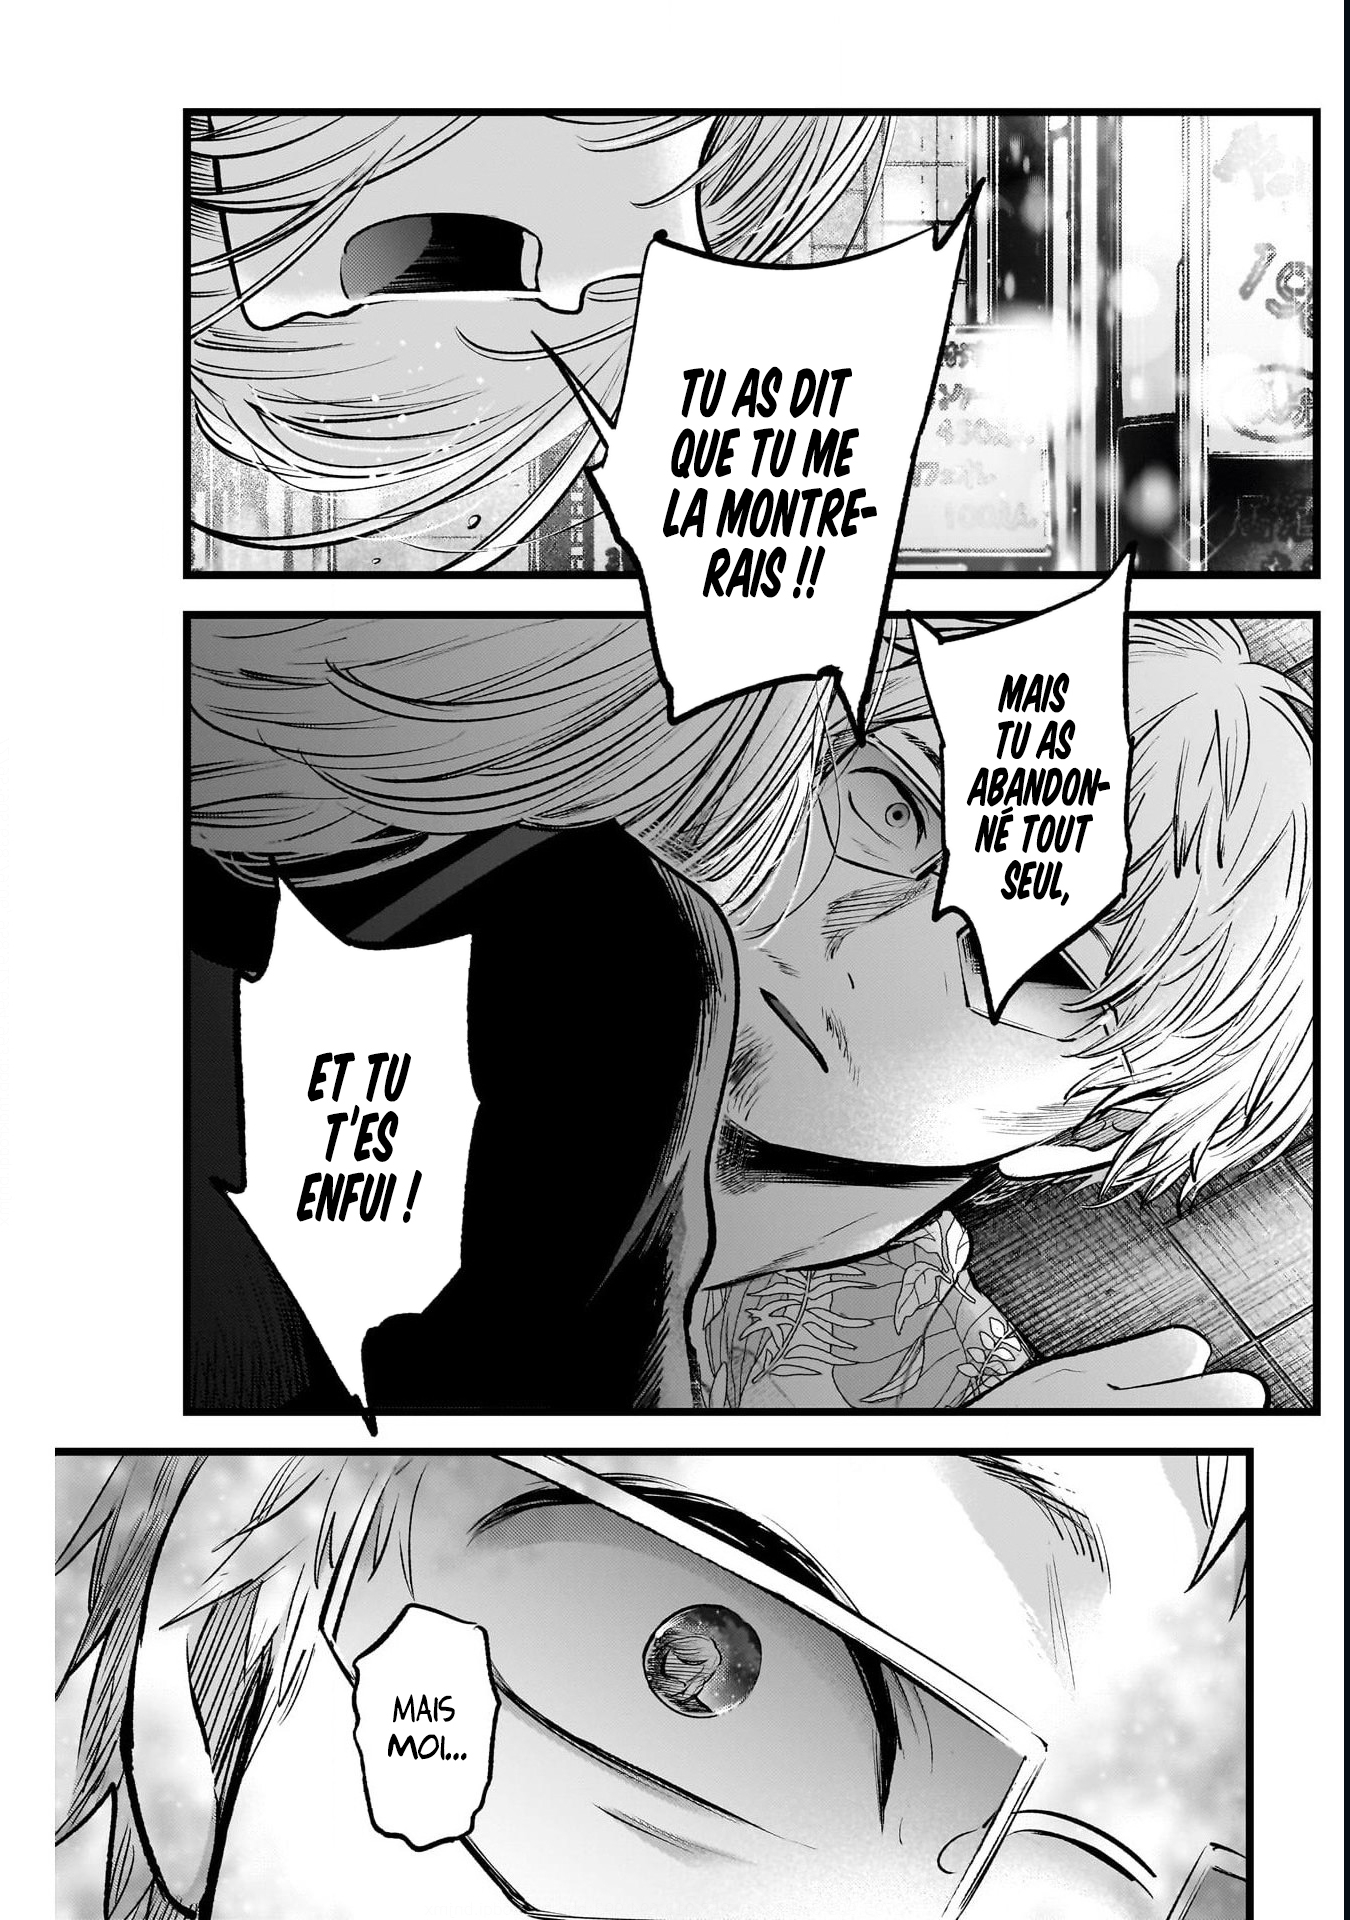 TU AS DIT
QUE TU ME
LA MONTRE-
RAIS !!
MAIS
TU AS
ABANDON-
NÉ TOUT
SEUL,
ET TU
T'ES
ENFUI !
MAIS
MOI...